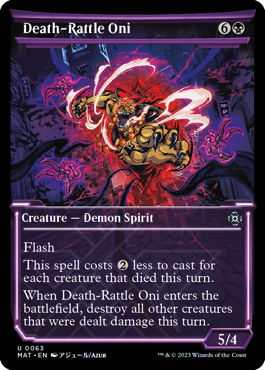 Death-Rattle Oni 6
Creature — Demon Spirit
Flash
This spell costs 2 less to cast for
each creature that died this turn.
When Death-Rattle Oni enters the
battlefield, destroy all other creatures
that were dealt damage this turn.
5/4
U 0063
MAT • EN アジュール/AZUR
™ & © 2023 Wizards of the Coast